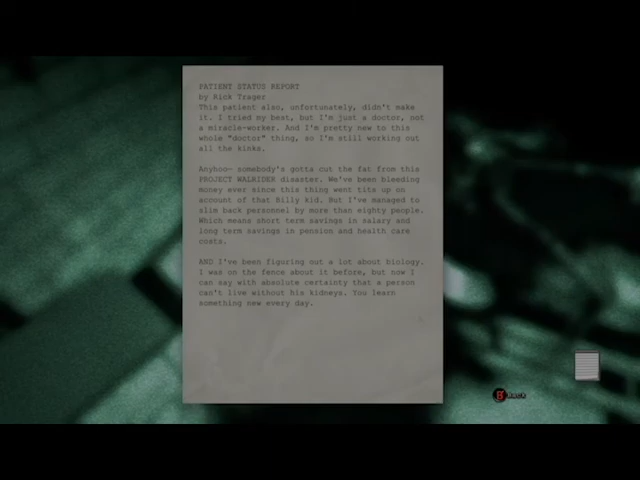 PATIENT STATUS REPORT
by Rick Trager
This patient also, unfortunately, didn't make
it. I tried my best, but I'm just a doctor, not
a miracle-worker. And I'm pretty new to this
whole "doctor" thing, so I'm still working out
all the kinks.
Anyhoo- somebody's gotta cut the fat from this
PROJECT WALRIDER disaster. We've been bleeding
money ever since this thing went tits up on
account of that Billy kid. But I've managed to
slim back personnel by more than eighty people.
Which means short term savings in salary and
long term savings in pension and health care
costs.
AND I've been figuring out a lot about biology.
I was on the fence about it before, but now I
can say with absolute certainty that a person
can't live without his kidneys. You learn
something new every day.
B Back